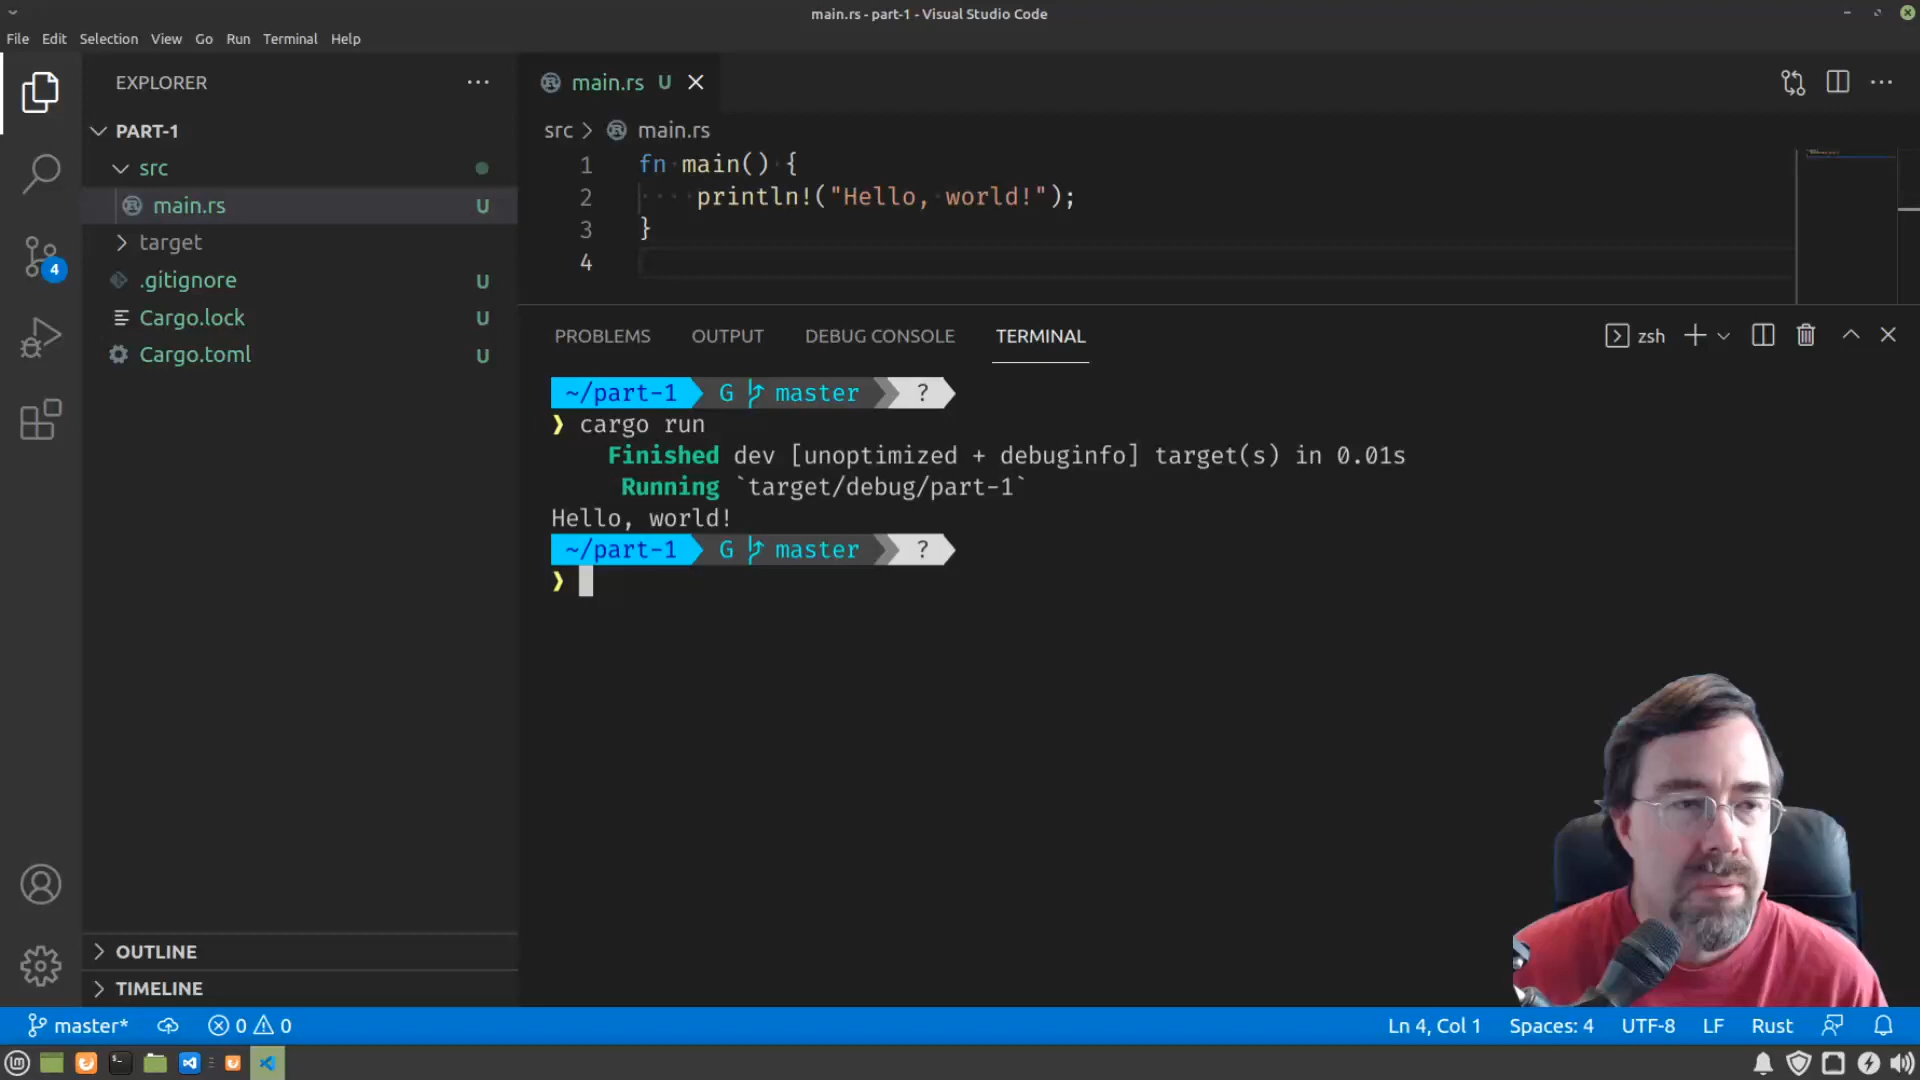 main.rs - part-1 - Visual Studio Code
File Edit Selection View Go Run Terminal Help
EXPLORER
PART-1
src
main.rs U
target
.gitignore U
Cargo.lock U
Cargo.toml U
OUTLINE
TIMELINE
4
main.rs U
src > main.rs
1 fn main() {
2 println!("Hello, world!");
3 }
4
PROBLEMS OUTPUT DEBUG CONSOLE TERMINAL
zsh
~/part-1 G master ?
❯ cargo run
Finished dev [unoptimized + debuginfo] target(s) in 0.01s
Running `target/debug/part-1`
Hello, world!
~/part-1 G master ?
❯
master* 0 0 Ln 4, Col 1 Spaces: 4 UTF-8 LF Rust